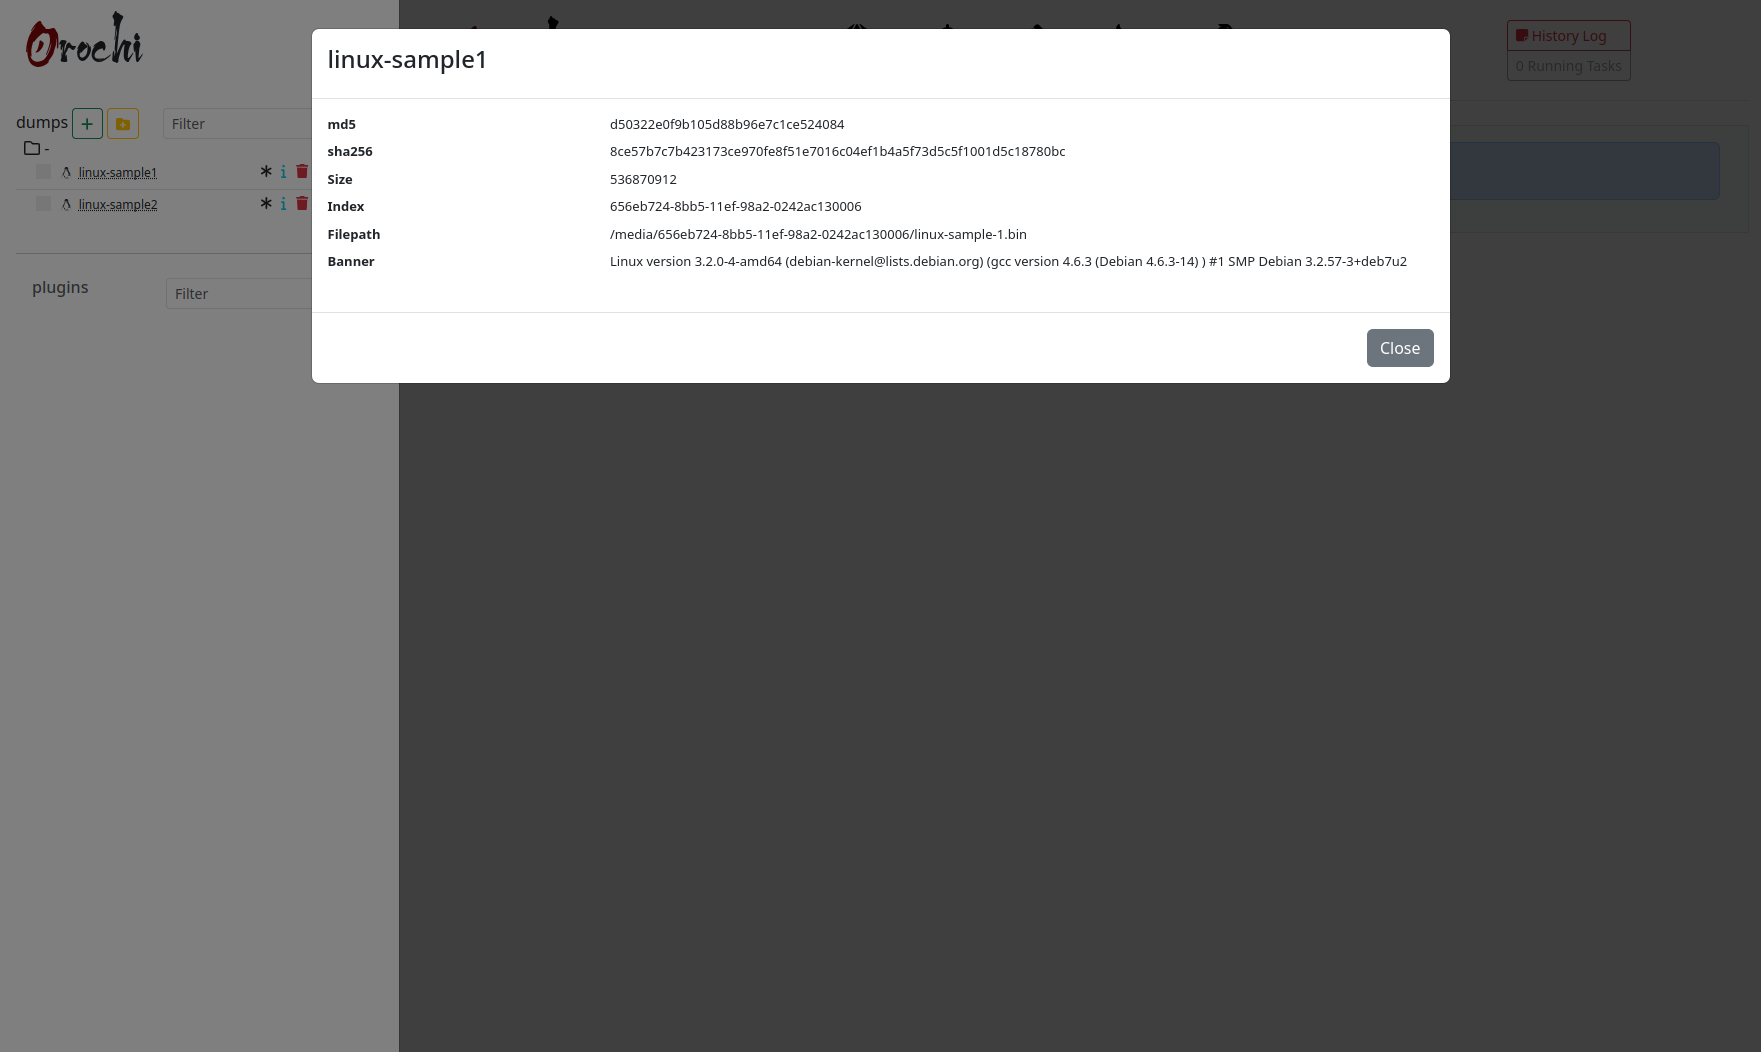 Orochi
History Log
0 Running Tasks
dumps
Filter
-
linux-sample1
linux-sample2
plugins
Filter
linux-sample1
md5 d50322e0f9b105d88b96e7c1ce524084
sha256 8ce57b7c7b423173ce970fe8f51e7016c04ef1b4a5f73d5c5f1001d5c18780bc
Size 536870912
Index 656eb724-8bb5-11ef-98a2-0242ac130006
Filepath /media/656eb724-8bb5-11ef-98a2-0242ac130006/linux-sample-1.bin
Banner Linux version 3.2.0-4-amd64 (debian-kernel@lists.debian.org) (gcc version 4.6.3 (Debian 4.6.3-14) ) #1 SMP Debian 3.2.57-3+deb7u2
Close